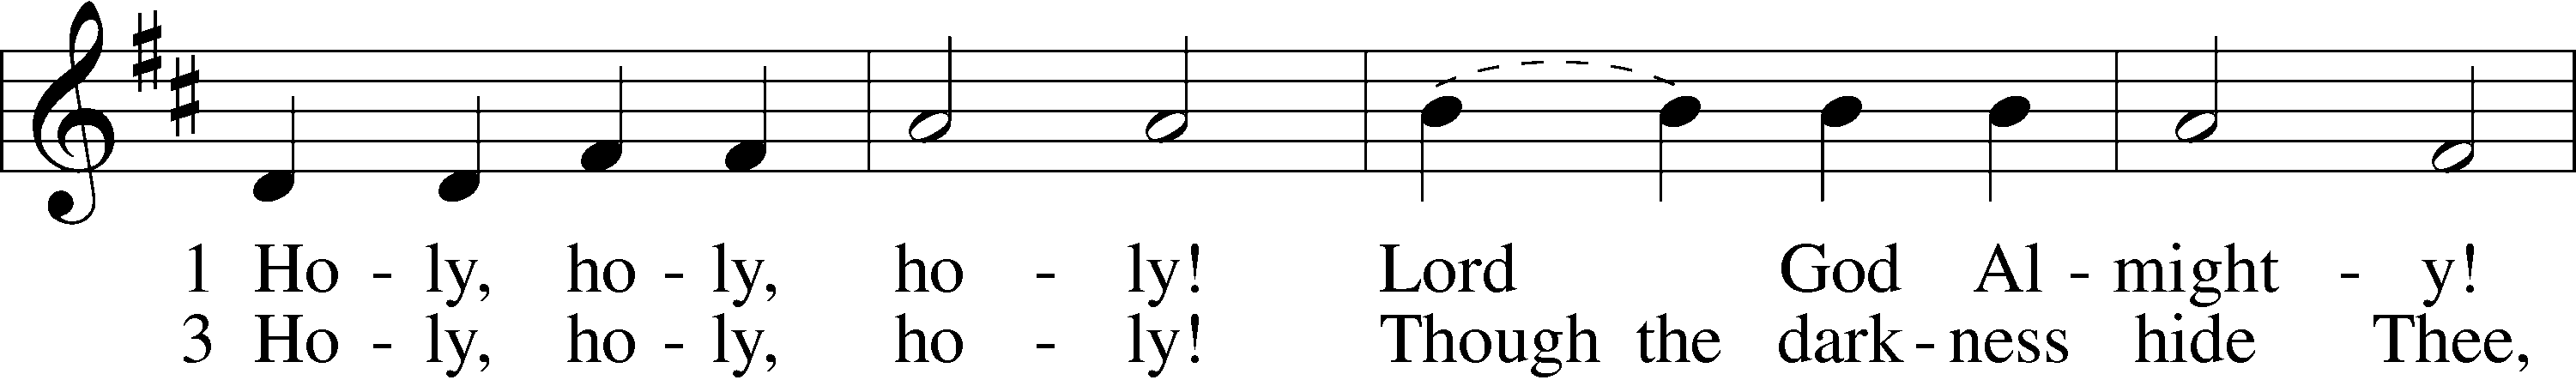 1 Ho - ly, ho - ly, ho - ly! Lord God Al - might - y!
3 Ho - ly, ho - ly, ho - ly! Though the dark - ness hide Thee,